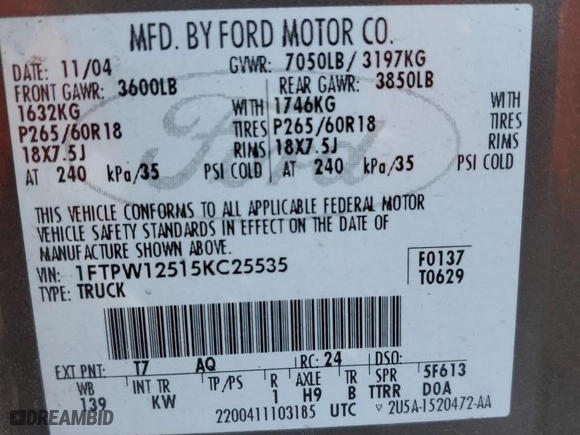 MFD. BY FORD MOTOR CO.
DATE: 11/04 GVWR: 7050LB/ 3197KG
FRONT GAWR: 3600LB REAR GAWR: 3850LB
1632KG WITH 1746KG WITH
P265/60R18 TIRES P265/60R18 TIRES
18X7.5J RIMS 18X7.5J RIMS
AT 240 kPa/35 PSI COLD AT 240 kPa/35 PSI COLD
Ford
THIS VEHICLE CONFORMS TO ALL APPLICABLE FEDERAL MOTOR
VEHICLE SAFETY STANDARDS IN EFFECT ON THE DATE OF
MANUFACTURE SHOWN ABOVE.
VIN: 1FTPW12515KC25535 F0137
TYPE: TRUCK T0629
EXT PNT: T7 AQ RC: 24 DSO:
WB INT TR TP/PS R AXLE TR SPR 5F613
139 KW 1 H9 B TTRR DOA
2200411103185 UTC 2U5A-1520472-AA
DREAMBID